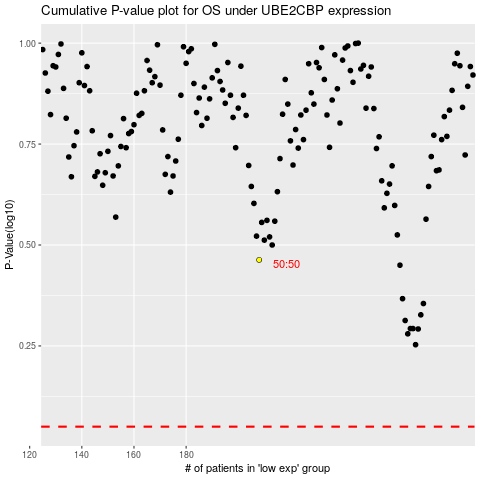 Cumulative P-value plot for OS under UBE2CBP expression
P-Value(log10)
1.00
0.75
0.50
0.25
50:50
120 140 160 180
# of patients in 'low exp' group